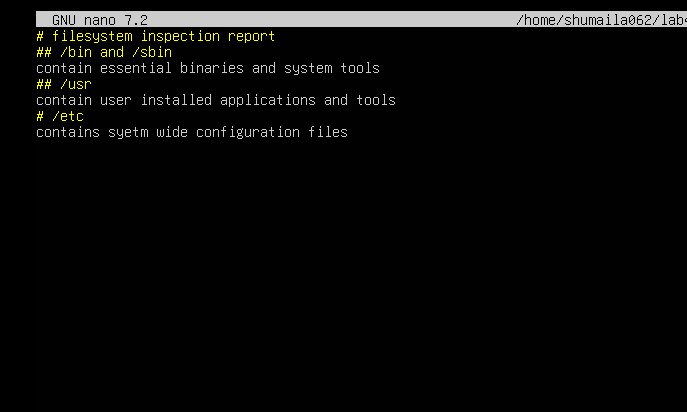 GNU nano 7.2 /home/shumaila062/lab4
# filesystem inspection report
## /bin and /sbin
contain essential binaries and system tools
## /usr
contain user installed applications and tools
# /etc
contains syetm wide configuration files